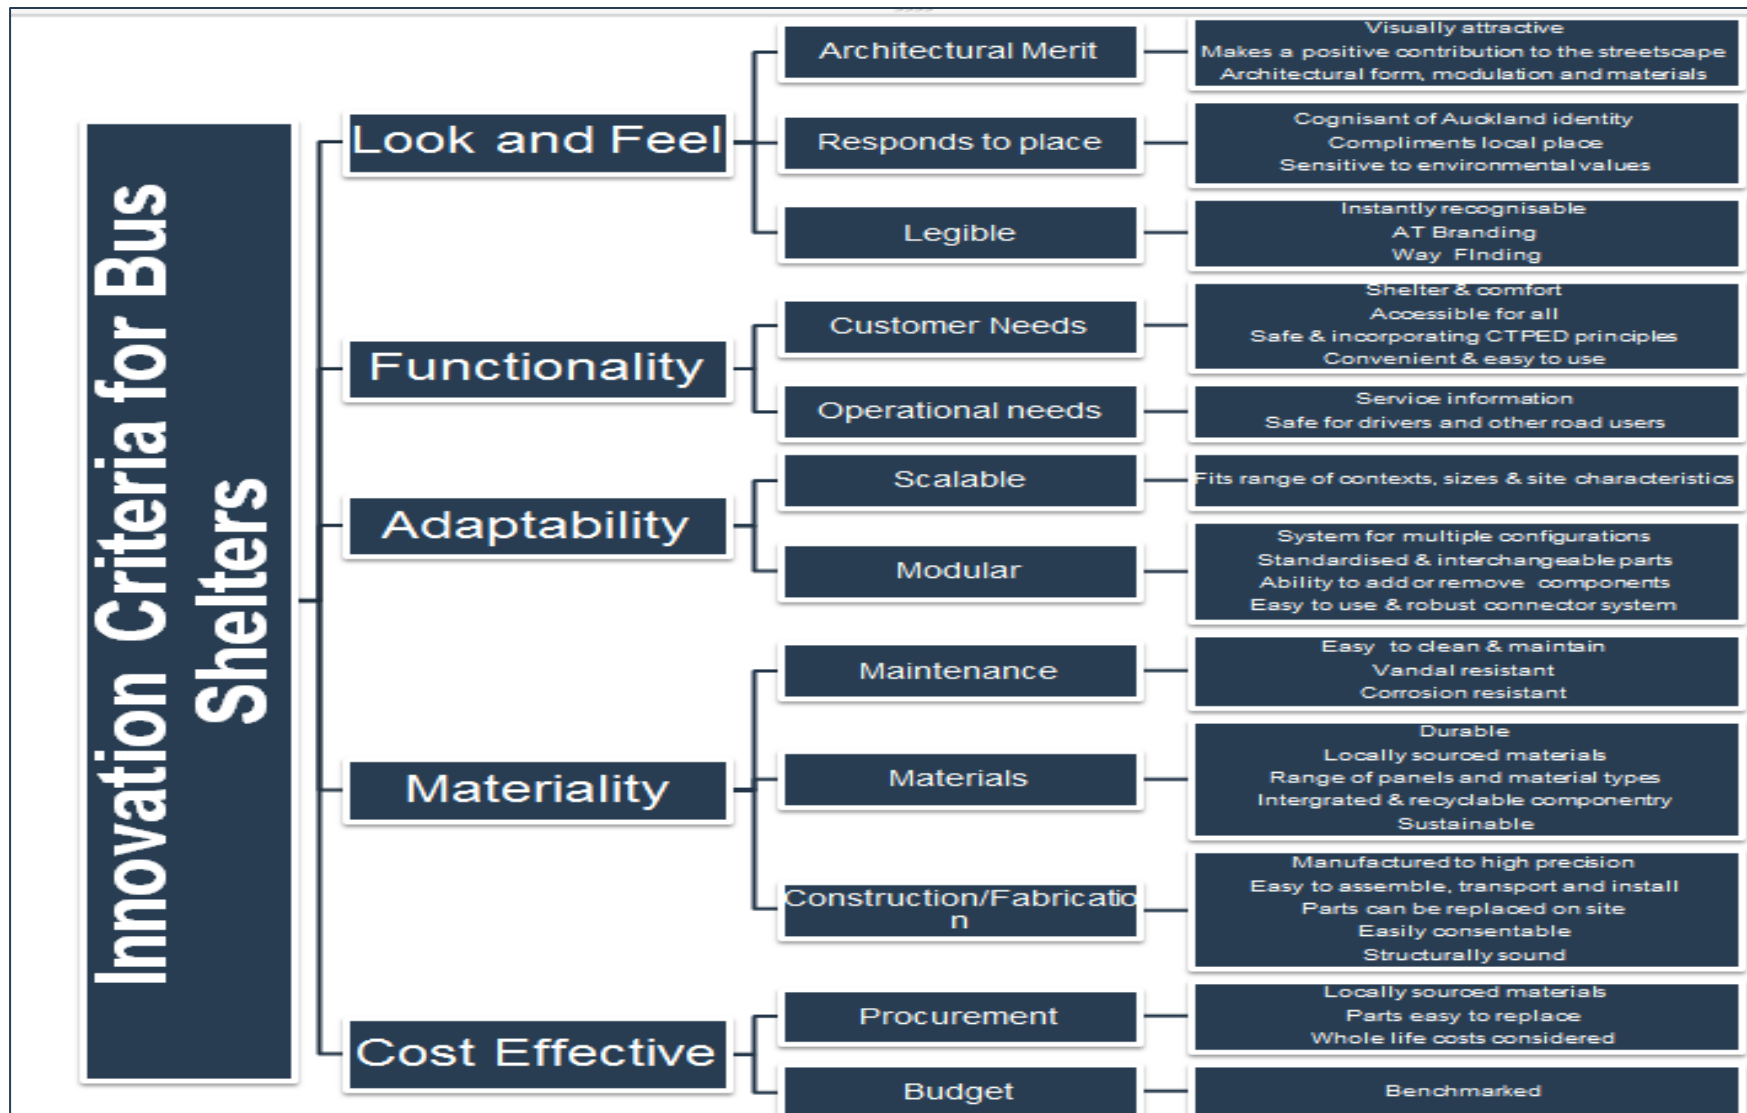 Innovation Criteria for Bus
Shelters
Look and Feel
Architectural Merit
Visually attractive
Makes a positive contribution to the streetscape
Architectural form, modulation and materials
Responds to place
Cognisant of Auckland identity
Compliments local place
Sensitive to environmental values
Legible
Instantly recognisable
AT Branding
Way FInding
Functionality
Customer Needs
Shelter & comfort
Accessible for all
Safe & incorporating CTPED principles
Convenient & easy to use
Operational needs
Service information
Safe for drivers and other road users
Adaptability
Scalable
Fits range of contexts, sizes & site characteristics
Modular
System for multiple configurations
Standardised & interchangeable parts
Ability to add or remove components
Easy to use & robust connector system
Materiality
Maintenance
Easy to clean & maintain
Vandal resistant
Corrosion resistant
Materials
Durable
Locally sourced materials
Range of panels and material types
Intergrated & recyclable componentry
Sustainable
Construction/Fabricatio
n
Manufactured to high precision
Easy to assemble, transport and install
Parts can be replaced on site
Easily consentable
Structurally sound
Cost Effective
Procurement
Locally sourced materials
Parts easy to replace
Whole life costs considered
Budget
Benchmarked